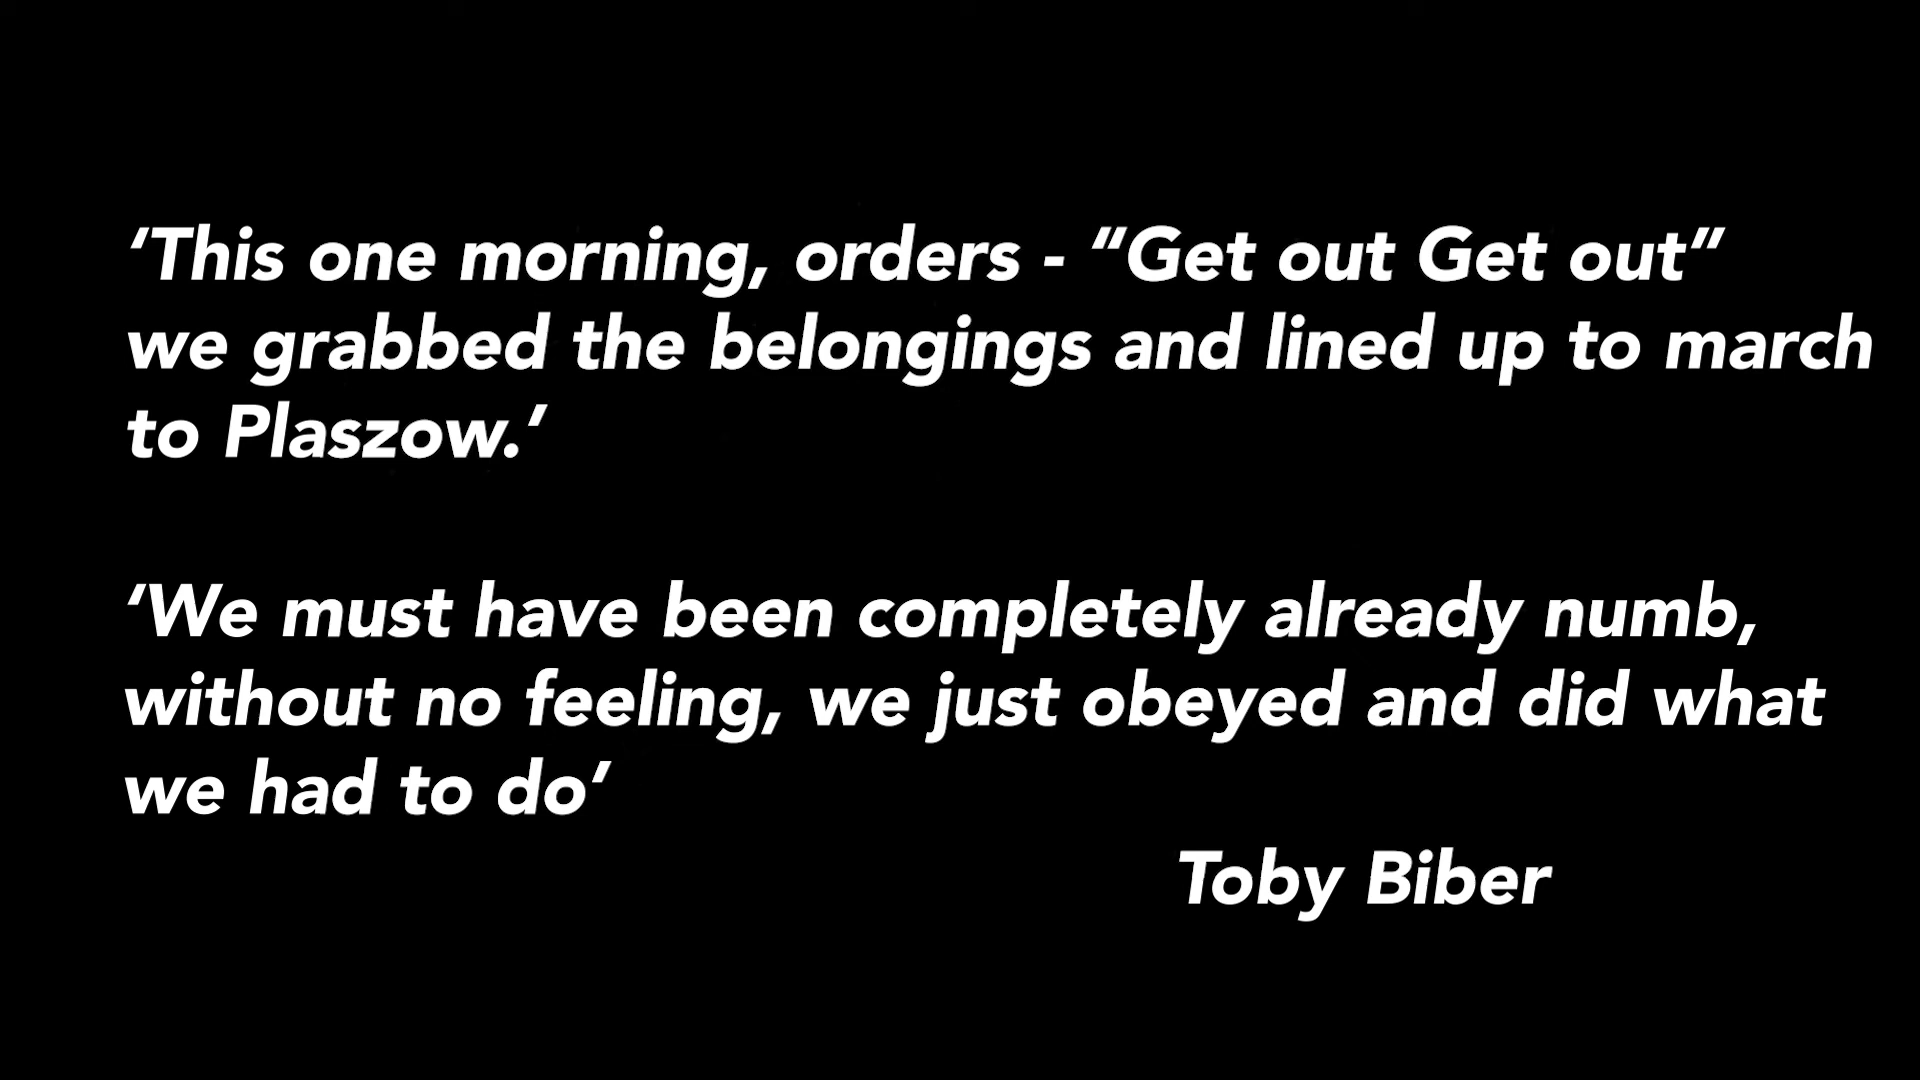 ‘This one morning, orders - “Get out Get out”
we grabbed the belongings and lined up to march
to Plaszow.’
‘We must have been completely already numb,
without no feeling, we just obeyed and did what
we had to do’
Toby Biber